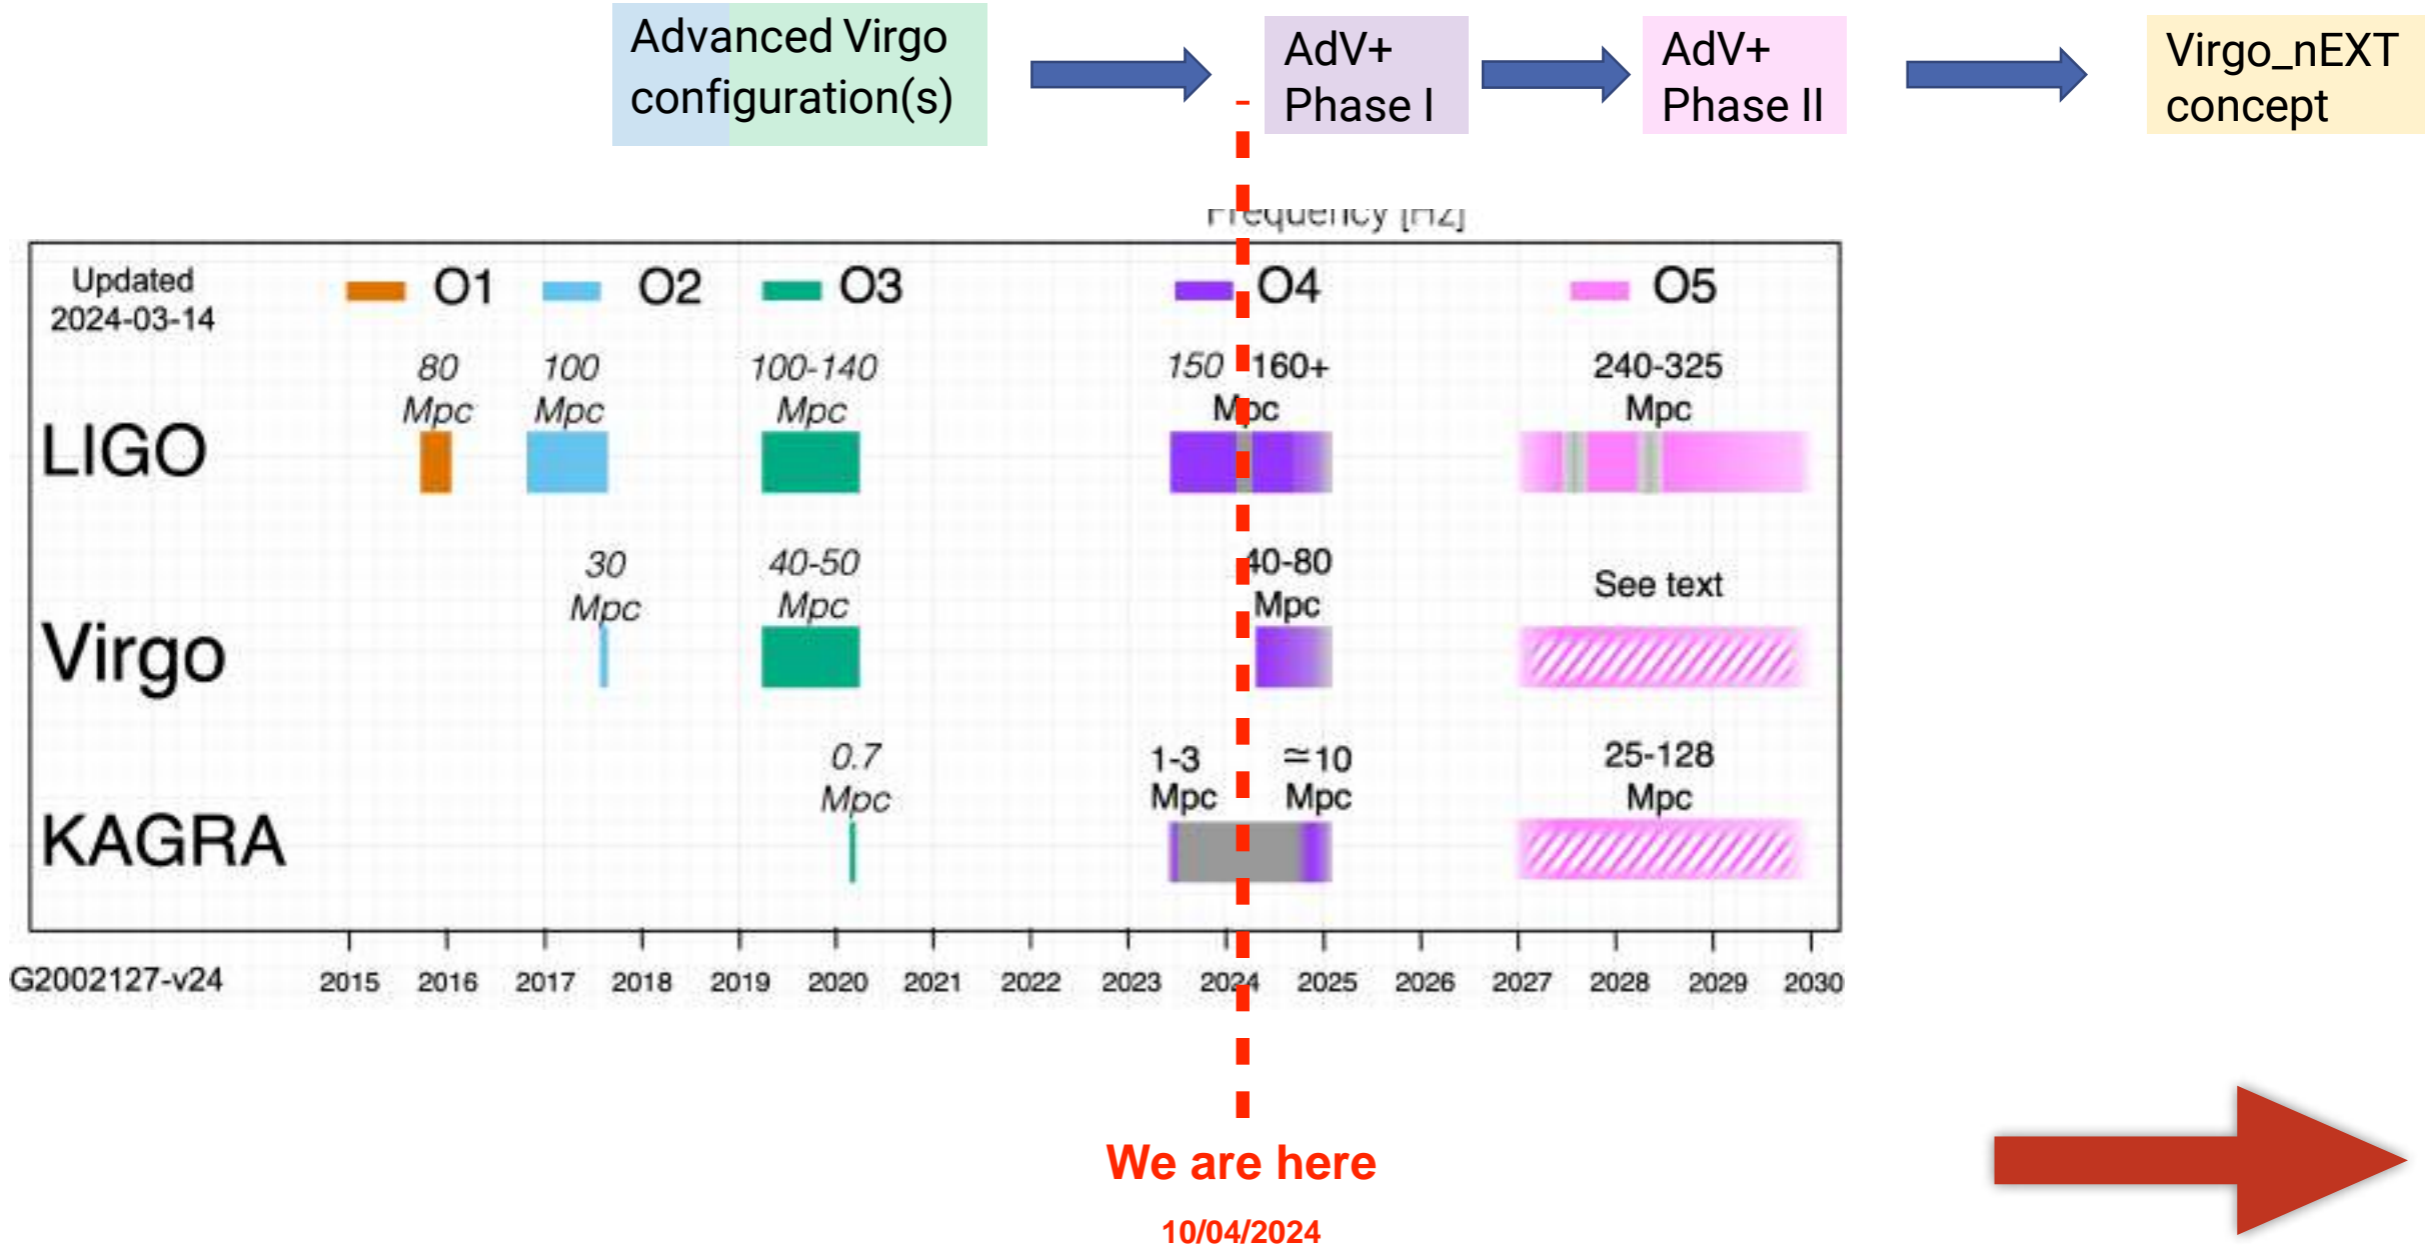 Advanced Virgo
configuration(s)
AdV+
Phase I
AdV+
Phase II
Virgo_nEXT
concept
Frequency [Hz]
Updated
2024-03-14
O1
O2
O3
O4
O5
LIGO
80
Mpc
100
Mpc
100-140
Mpc
150 160+
Mpc
240-325
Mpc
Virgo
30
Mpc
40-50
Mpc
40-80
Mpc
See text
KAGRA
0.7
Mpc
1-3
Mpc
≃10
Mpc
25-128
Mpc
G2002127-v24
2015 2016 2017 2018 2019 2020 2021 2022 2023 2024 2025 2026 2027 2028 2029 2030
We are here
10/04/2024